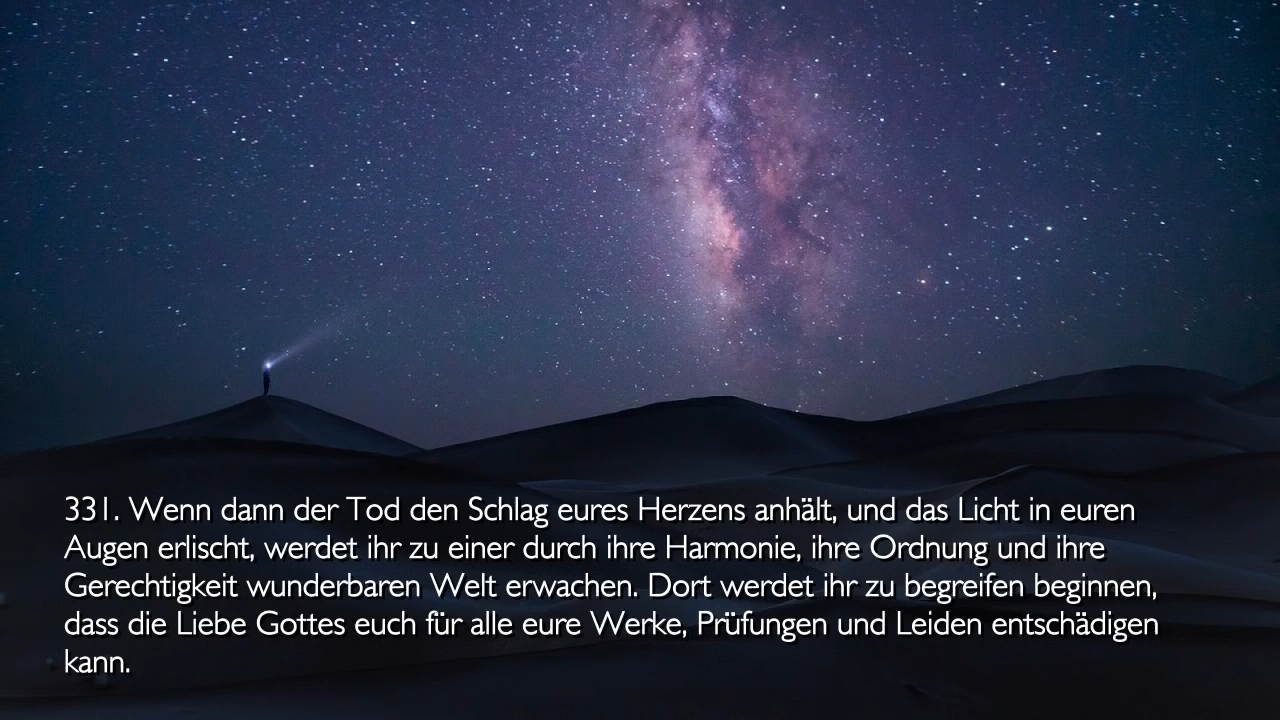 331. Wenn dann der Tod den Schlag eures Herzens anhält, und das Licht in euren
Augen erlischt, werdet ihr zu einer durch ihre Harmonie, ihre Ordnung und ihre
Gerechtigkeit wunderbaren Welt erwachen. Dort werdet ihr zu begreifen beginnen,
dass die Liebe Gottes euch für alle eure Werke, Prüfungen und Leiden entschädigen
kann.